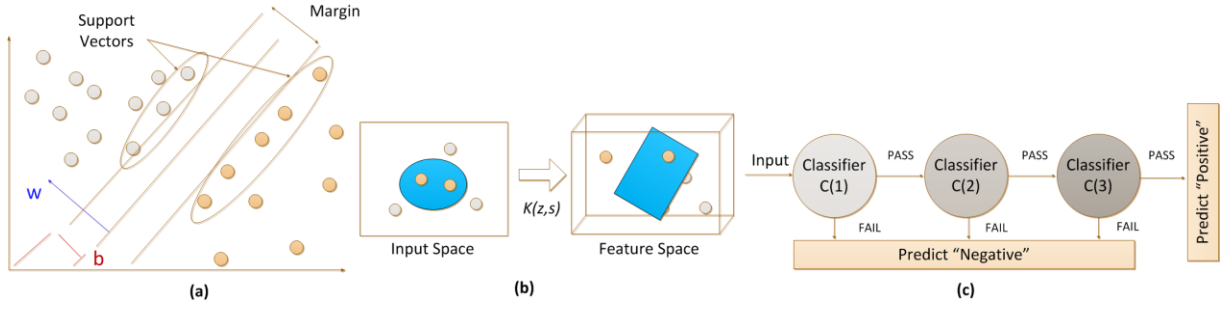 Support
Vectors
Margin
w
b
(a)
Input Space
K(z,s)
Feature Space
(b)
Input
Classifier
C(1)
PASS
Classifier
C(2)
PASS
Classifier
C(3)
PASS
FAIL
FAIL
FAIL
Predict "Negative"
Predict "Positive"
(c)